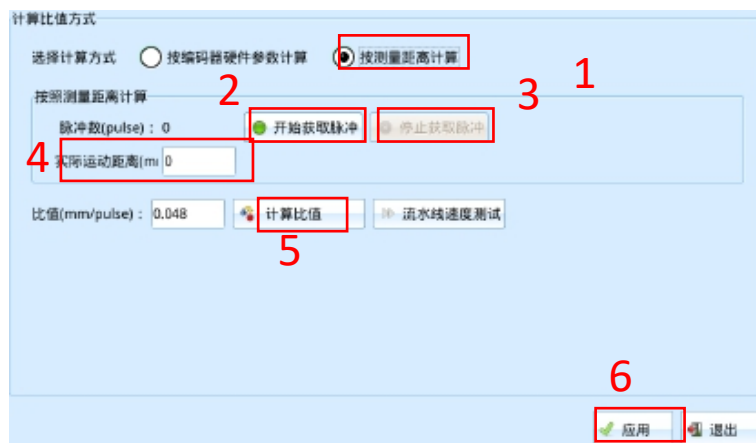 计算比值方式
选择计算方式 按编码器硬件参数计算 按测量距离计算
1
2
3
按照测量距离计算
脉冲数(pulse)： 0 开始获取脉冲 停止获取脉冲
4
实际运动距离(m 0
比值(mm/pulse)： 0.048 计算比值 流水线速度测试
5
6
应用 退出